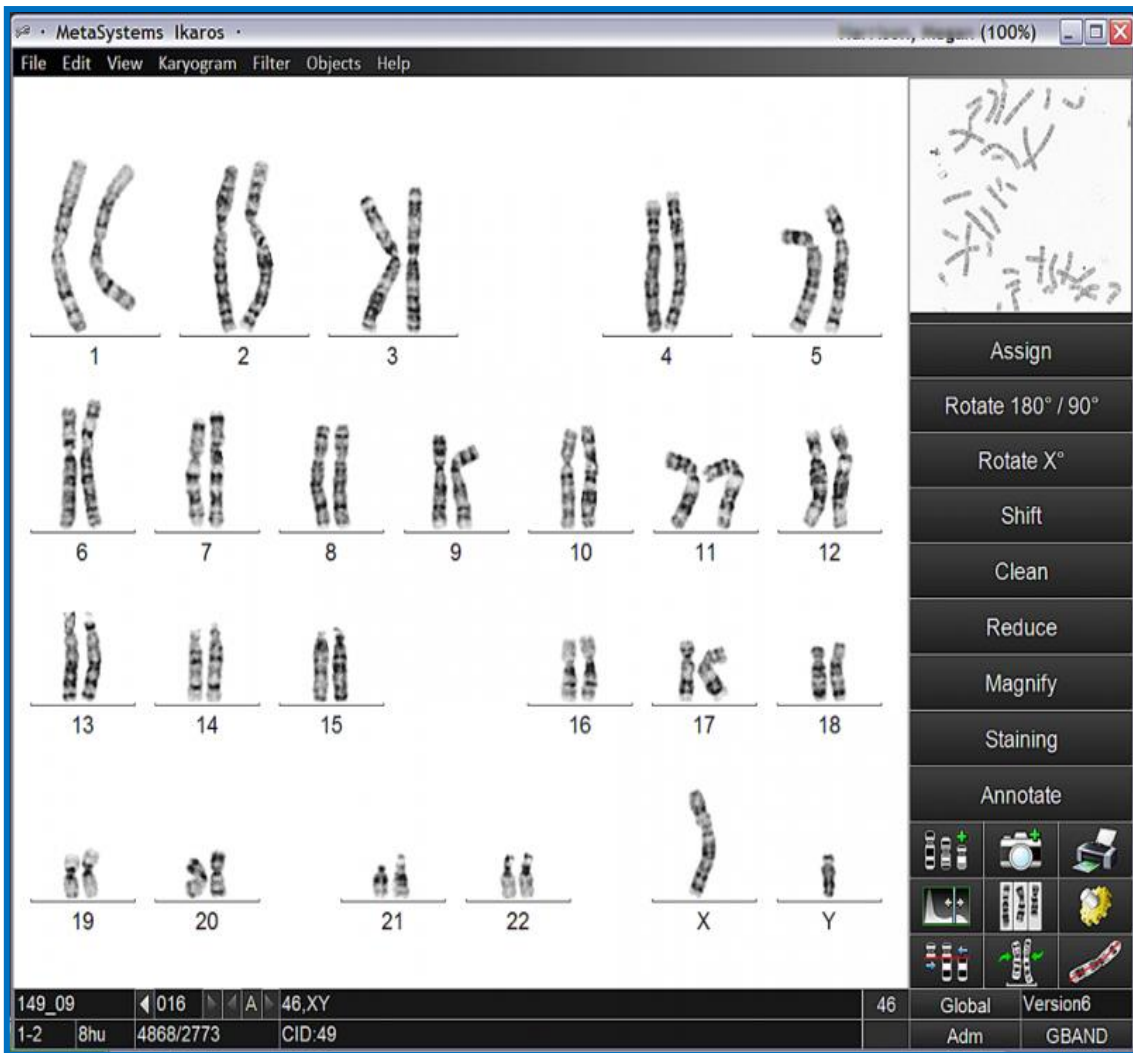 · MetaSystems Ikaros · (100%)
File Edit View Karyogram Filter Objects Help
1 2 3 4 5
Assign
Rotate 180° / 90°
Rotate X°
6 7 8 9 10 11 12
Shift
Clean
Reduce
Magnify
13 14 15 16 17 18
Staining
Annotate
19 20 21 22 X Y
149_09 016 A 46,XY 46 Global Version6
1-2 8hu 4868/2773 CID:49 Adm GBAND